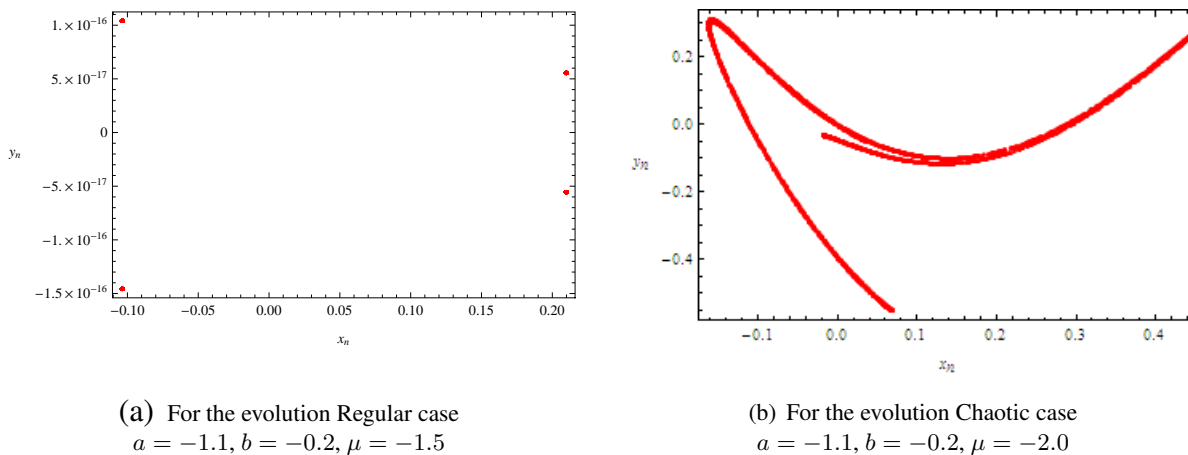 1. × 10⁻¹⁶
5. × 10⁻¹⁷
0
−5. × 10⁻¹⁷
−1. × 10⁻¹⁶
−1.5 × 10⁻¹⁶
yₙ
−0.10 −0.05 0.00 0.05 0.10 0.15 0.20
xₙ
0.2
0.0
−0.2
−0.4
yₙ
−0.1 0.0 0.1 0.2 0.3 0.4
xₙ
(a) For the evolution Regular case
a = −1.1, b = −0.2, μ = −1.5
(b) For the evolution Chaotic case
a = −1.1, b = −0.2, μ = −2.0